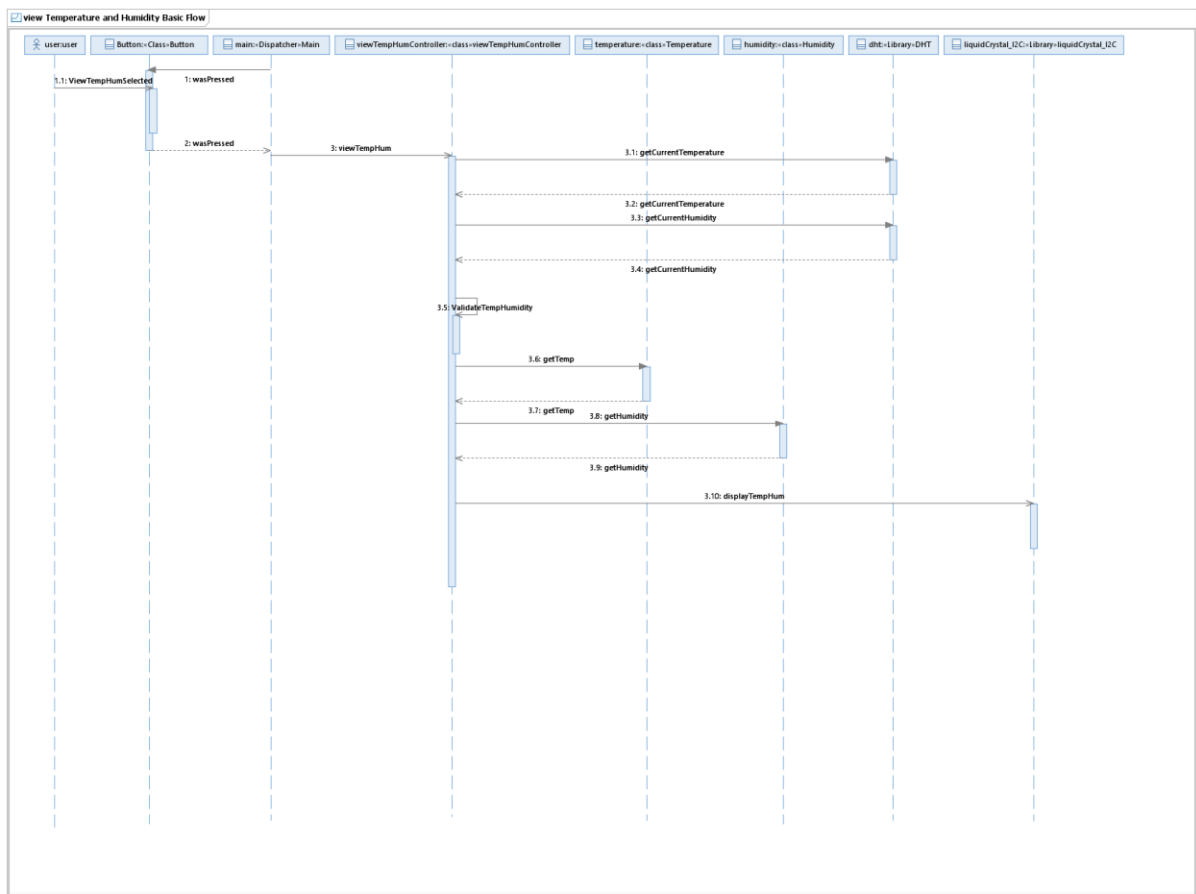 view Temperature and Humidity Basic Flow
user:user
Button:«Class»Button
main:«Dispatcher»Main
viewTempHumController:«class»viewTempHumController
temperature:«class»Temperature
humidity:«class»Humidity
dht:«Library»DHT
liquidCrystal_I2C:«Library»liquidCrystal_I2C
1: wasPressed
1.1: ViewTempHumSelected
2: wasPressed
3: viewTempHum
3.1: getCurrentTemperature
3.2: getCurrentTemperature
3.3: getCurrentHumidity
3.4: getCurrentHumidity
3.5: ValidateTempHumidity
3.6: getTemp
3.7: getTemp
3.8: getHumidity
3.9: getHumidity
3.10: displayTempHum